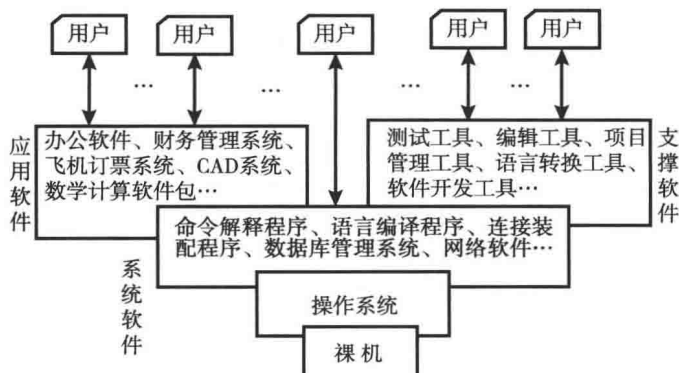 用户
用户
用户
用户
用户
…
…
…
…
应用软件
办公软件、财务管理系统、
飞机订票系统、CAD系统、
数学计算软件包…
测试工具、编辑工具、项目
管理工具、语言转换工具、
软件开发工具…
支撑软件
命令解释程序、语言编译程序、连接装
配程序、数据库管理系统、网络软件…
系统软件
操作系统
裸机